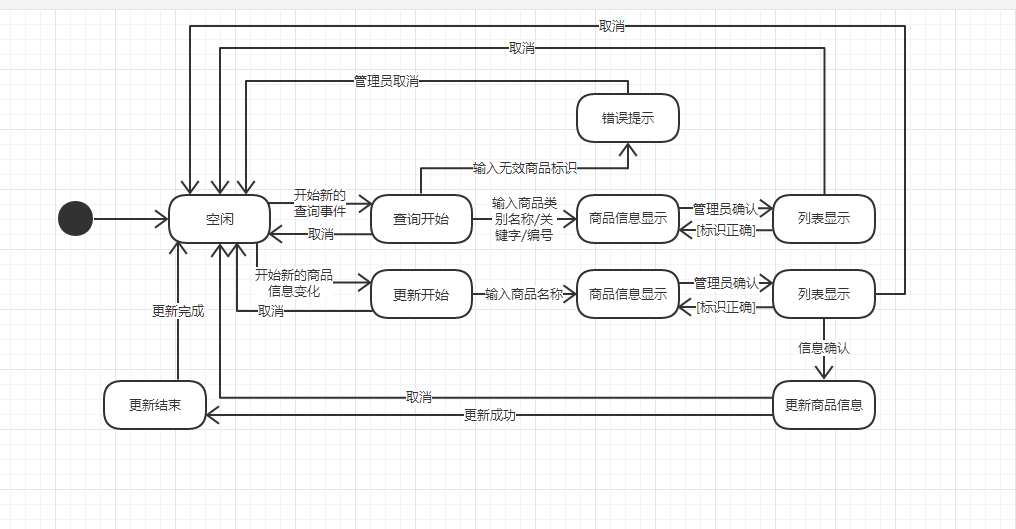 取消
取消
管理员取消
错误提示
输入无效商品标识
开始新的
查询事件
输入商品类
别名称/关
键字/编号
管理员确认
空闲
查询开始
商品信息显示
列表显示
取消
[标识正确]
开始新的商品
信息变化
管理员确认
更新开始
输入商品名称
商品信息显示
列表显示
更新完成
取消
[标识正确]
信息确认
取消
更新结束
更新商品信息
更新成功